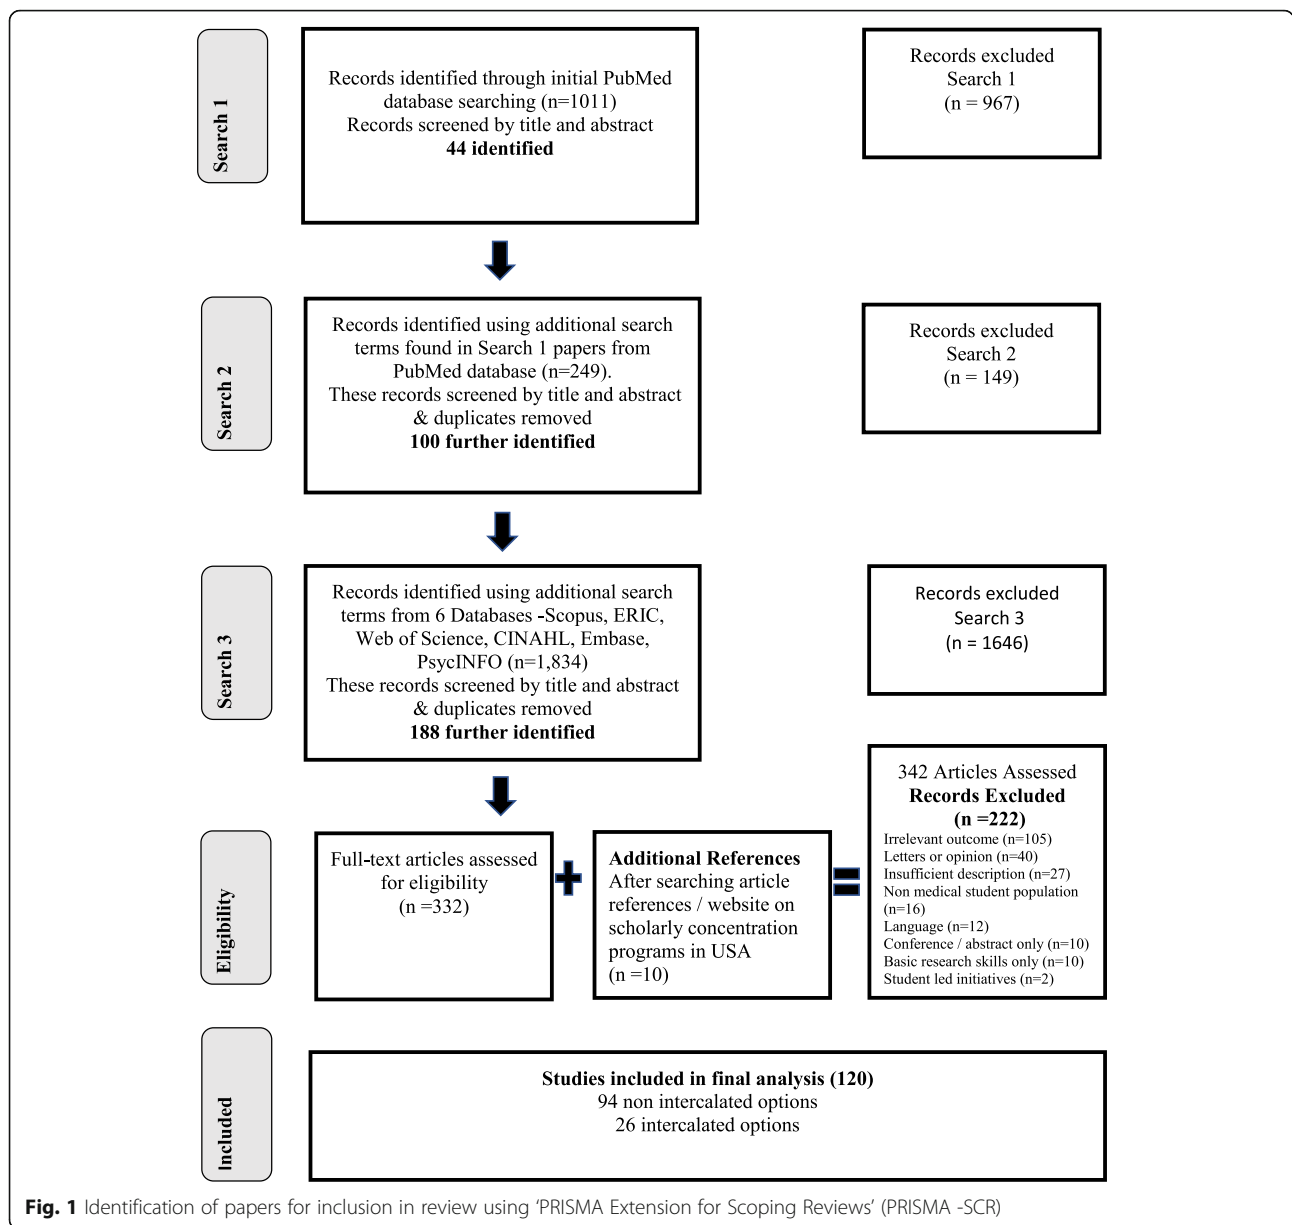 Search 1
Records identified through initial PubMed
database searching (n=1011)
Records screened by title and abstract
44 identified
Records excluded
Search 1
(n = 967)
Search 2
Records identified using additional search
terms found in Search 1 papers from
PubMed database (n=249).
These records screened by title and abstract
& duplicates removed
100 further identified
Records excluded
Search 2
(n = 149)
Search 3
Records identified using additional search
terms from 6 Databases -Scopus, ERIC,
Web of Science, CINAHL, Embase,
PsycINFO (n=1,834)
These records screened by title and abstract
& duplicates removed
188 further identified
Records excluded
Search 3
(n = 1646)
Eligibility
Full-text articles assessed
for eligibility
(n =332)
Additional References
After searching article
references / website on
scholarly concentration
programs in USA
(n =10)
342 Articles Assessed
Records Excluded
(n =222)
Irrelevant outcome (n=105)
Letters or opinion (n=40)
Insufficient description (n=27)
Non medical student population
(n=16)
Language (n=12)
Conference / abstract only (n=10)
Basic research skills only (n=10)
Student led initiatives (n=2)
Included
Studies included in final analysis (120)
94 non intercalated options
26 intercalated options
Fig. 1 Identification of papers for inclusion in review using ‘PRISMA Extension for Scoping Reviews’ (PRISMA -SCR)